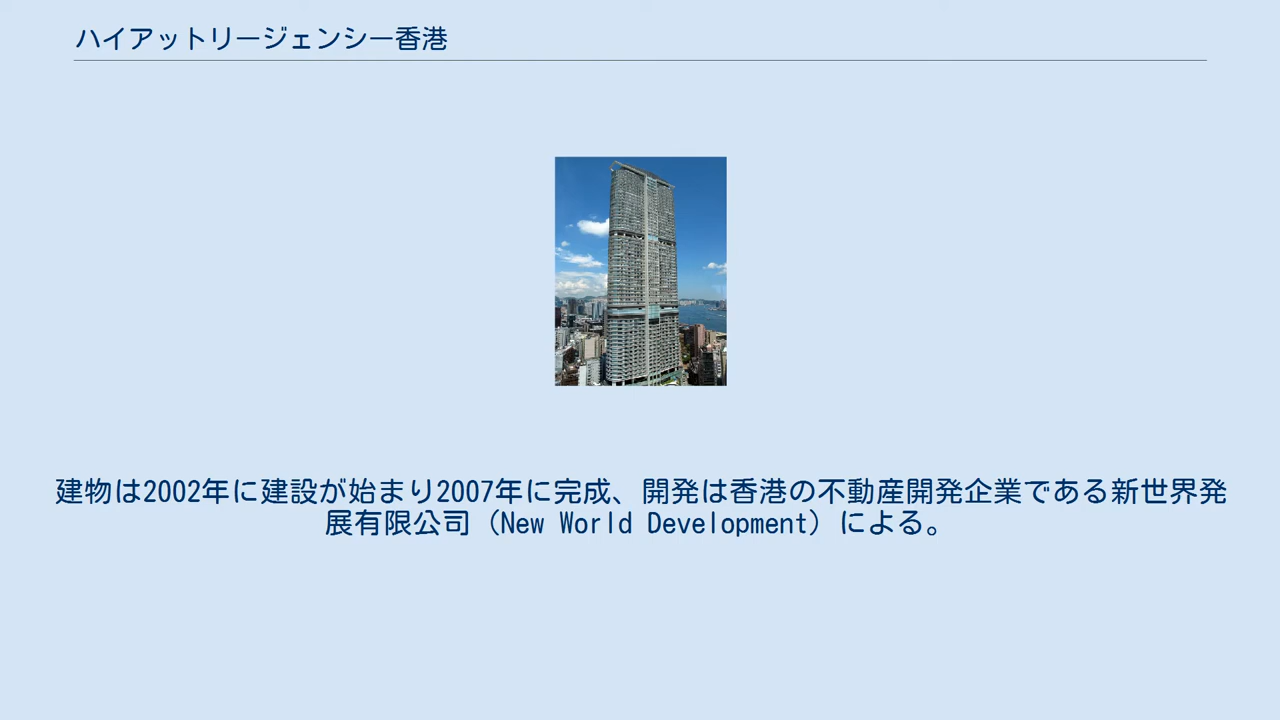 ハイアットリージェンシー香港
建物は2002年に建設が始まり2007年に完成、開発は香港の不動産開発企業である新世界発
展有限公司（New World Development）による。